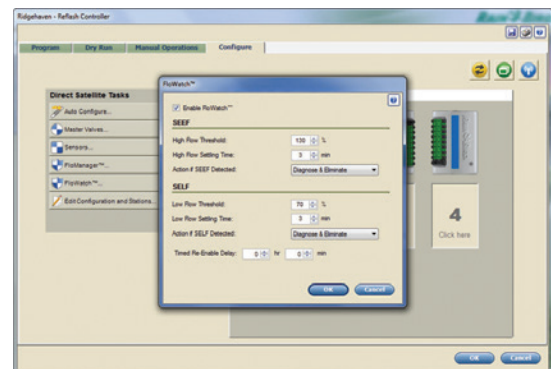 Ridgehaven - Reflash Controller
Program Dry Run Manual Operations Configure
Direct Satellite Tasks
Auto Configure...
Master Valves...
Sensors...
FloManager™...
FloWatch™...
Edit Configuration and Stations...
FloWatch™
Enable FloWatch™
SEEF
High Flow Threshold: 130 %
High Flow Settling Time: 3 min
Action if SEEF Detected: Diagnose & Eliminate
SELF
Low Flow Threshold: 70 %
Low Flow Settling Time: 3 min
Action if SELF Detected: Diagnose & Eliminate
Timed Re-Enable Delay: 0 hr 0 min
OK Cancel
4
Click here
OK Cancel